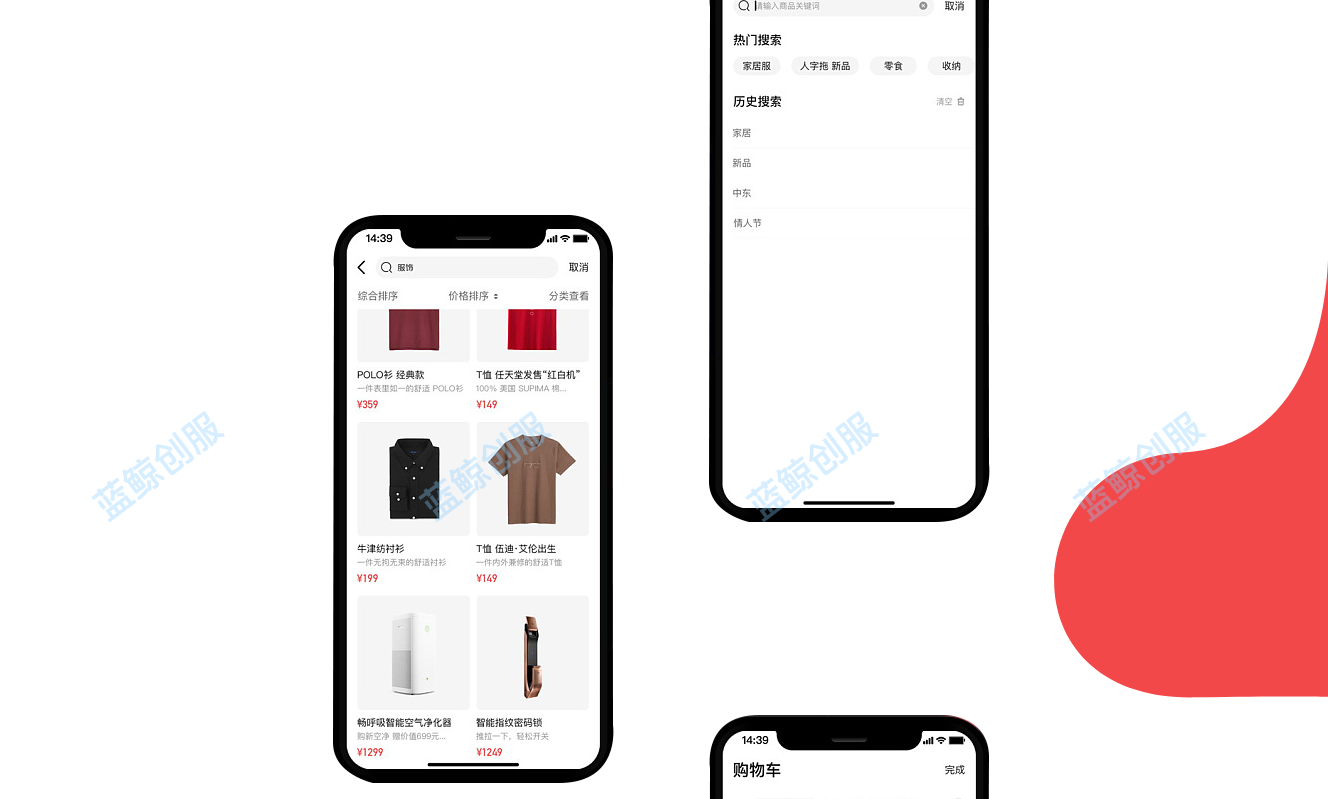 请输入商品关键词
取消
热门搜索
家居服
人字拖 新品
零食
收纳
历史搜索
清空
家居
新品
中东
情人节
14:39
服饰
取消
综合排序
价格排序
分类查看
POLO衫 经典款
一件表里如一的舒适 POLO衫
¥359
T恤 任天堂发售“红白机”
100% 美国 SUPIMA 棉...
¥149
牛津纺衬衫
一件无拘无束的舒适衬衫
¥199
T恤 伍迪·艾伦出生
一件内外兼修的舒适T恤
¥149
畅呼吸智能空气净化器
购新空净 赠价值699元...
¥1299
智能指纹密码锁
推拉一下，轻松开关
¥1249
14:39
购物车
完成
蓝鲸创服
蓝鲸创服
蓝鲸创服
蓝鲸创服